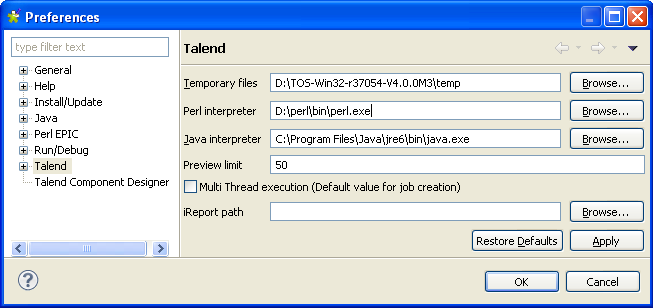 Preferences
type filter text
General
Help
Install/Update
Java
Perl EPIC
Run/Debug
Talend
Talend Component Designer
Talend
Temporary files D:\TOS-Win32-r37054-V4.0.0M3\temp Browse...
Perl interpreter D:\perl\bin\perl.exe Browse...
Java interpreter C:\Program Files\Java\jre6\bin\java.exe Browse...
Preview limit 50
Multi Thread execution (Default value for job creation)
iReport path Browse...
Restore Defaults Apply
? OK Cancel